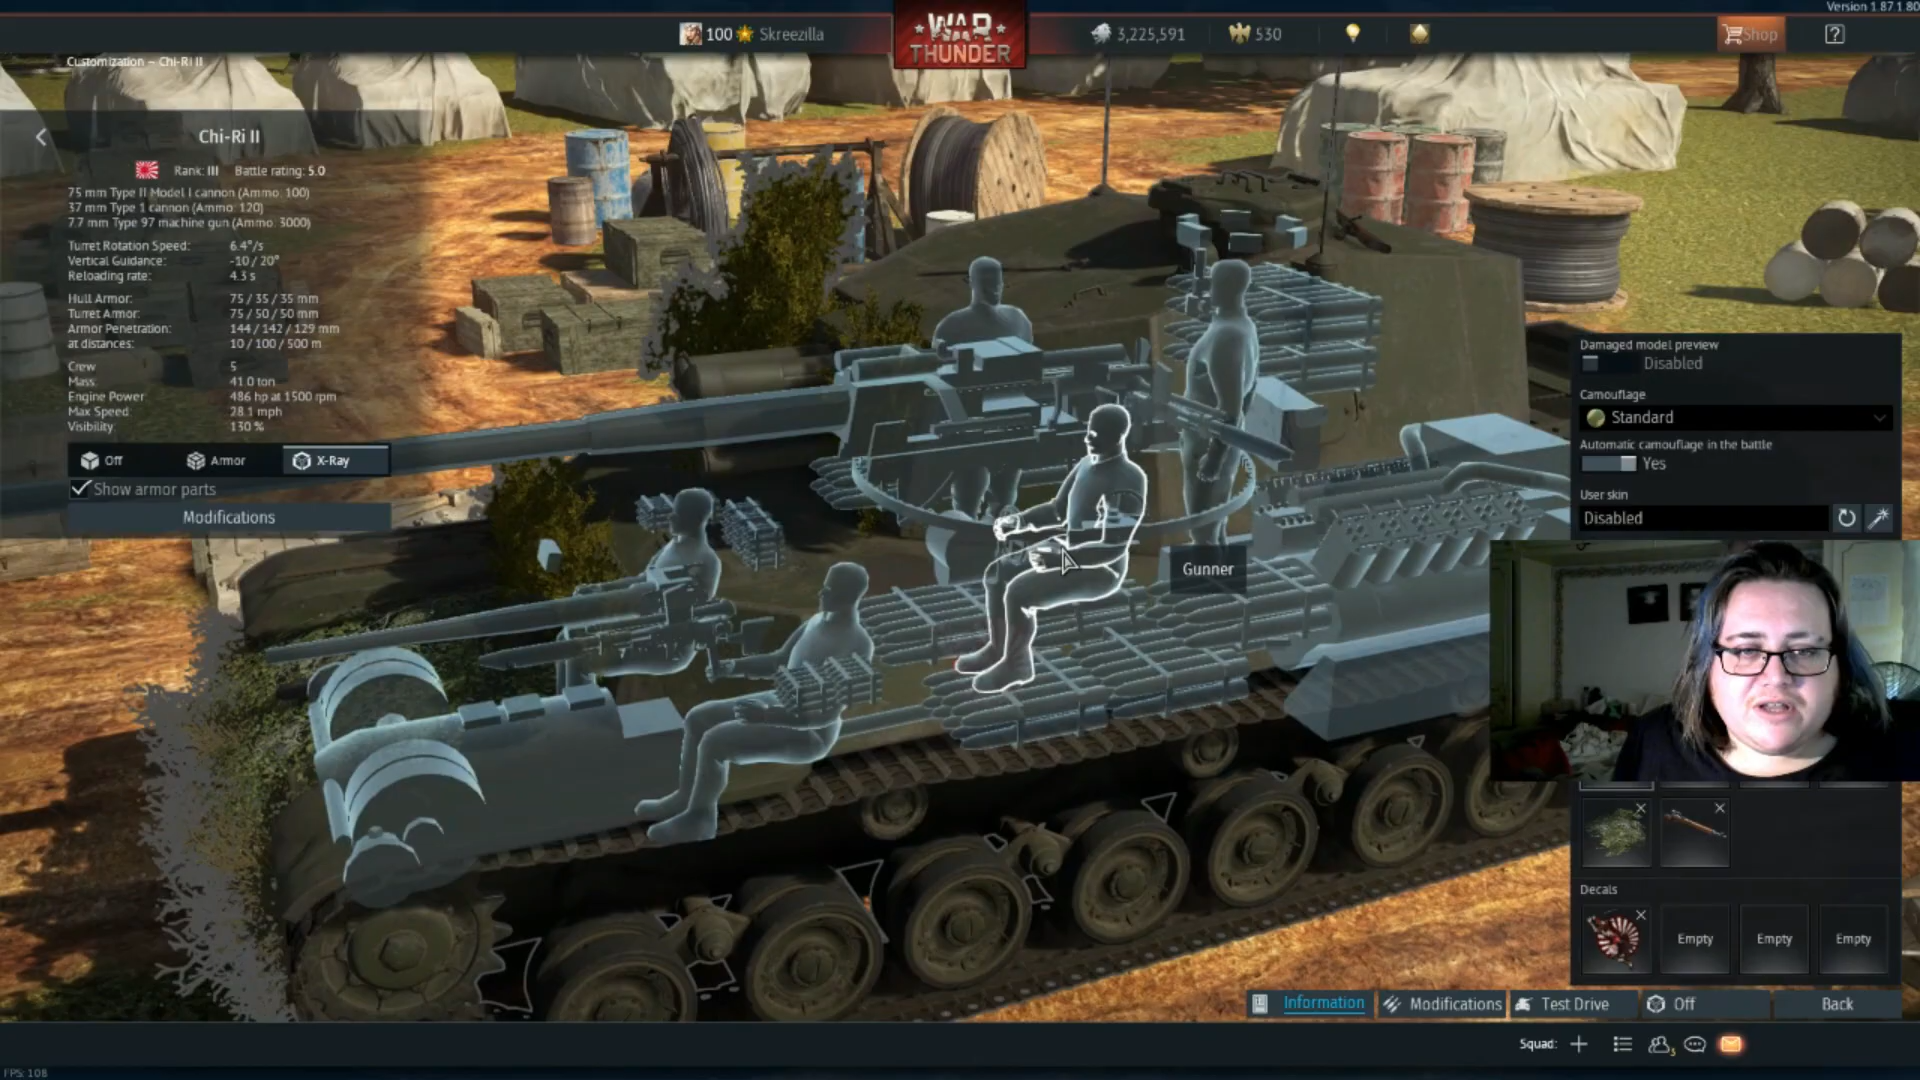 Version 1.87.1.80
100 Skreezilla
WAR THUNDER
3,225,591
530
Shop
Customization – Chi-Ri II
Chi-Ri II
Rank: III Battle rating: 5.0
75 mm Type II Model I cannon (Ammo: 100)
37 mm Type 1 cannon (Ammo: 120)
7.7 mm Type 97 machine gun (Ammo: 3000)
Turret Rotation Speed: 6.4°/s
Vertical Guidance: -10 / 20°
Reloading rate: 4.3 s
Hull Armor: 75 / 35 / 35 mm
Turret Armor: 75 / 50 / 50 mm
Armor Penetration: 144 / 142 / 129 mm
at distances: 10 / 100 / 500 m
Crew 5
Mass: 41.0 ton
Engine Power 486 hp at 1500 rpm
Max Speed 28.1 mph
Visibility: 130 %
Off Armor X-Ray
Show armor parts
Modifications
Gunner
Damaged model preview
Disabled
Camouflage
Standard
Automatic camouflage in the battle
Yes
User skin
Disabled
Decals
Empty Empty Empty
Information Modifications Test Drive Off Back
Squad: +
FPS: 108